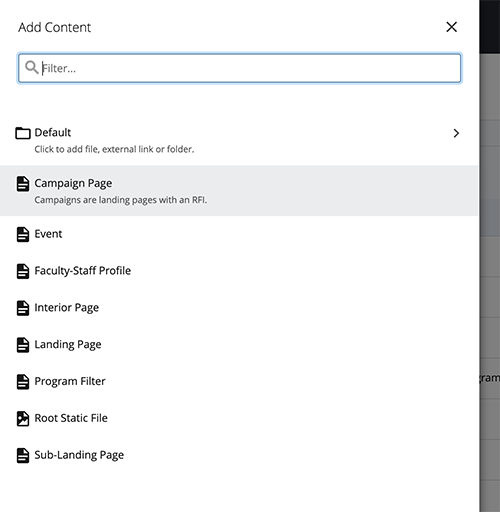 Add Content
Filter...
Default
Click to add file, external link or folder.
Campaign Page
Campaigns are landing pages with an RFI.
Event
Faculty-Staff Profile
Interior Page
Landing Page
Program Filter
gram
Root Static File
Sub-Landing Page